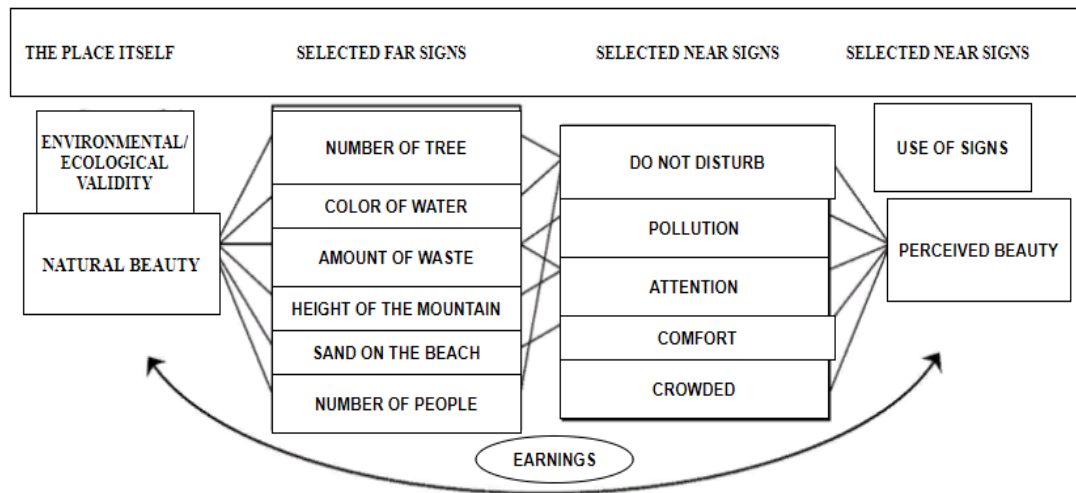 THE PLACE ITSELF
SELECTED FAR SIGNS
SELECTED NEAR SIGNS
SELECTED NEAR SIGNS
ENVIRONMENTAL/
ECOLOGICAL
VALIDITY
NATURAL BEAUTY
NUMBER OF TREE
COLOR OF WATER
AMOUNT OF WASTE
HEIGHT OF THE MOUNTAIN
SAND ON THE BEACH
NUMBER OF PEOPLE
DO NOT DISTURB
POLLUTION
ATTENTION
COMFORT
CROWDED
USE OF SIGNS
PERCEIVED BEAUTY
EARNINGS